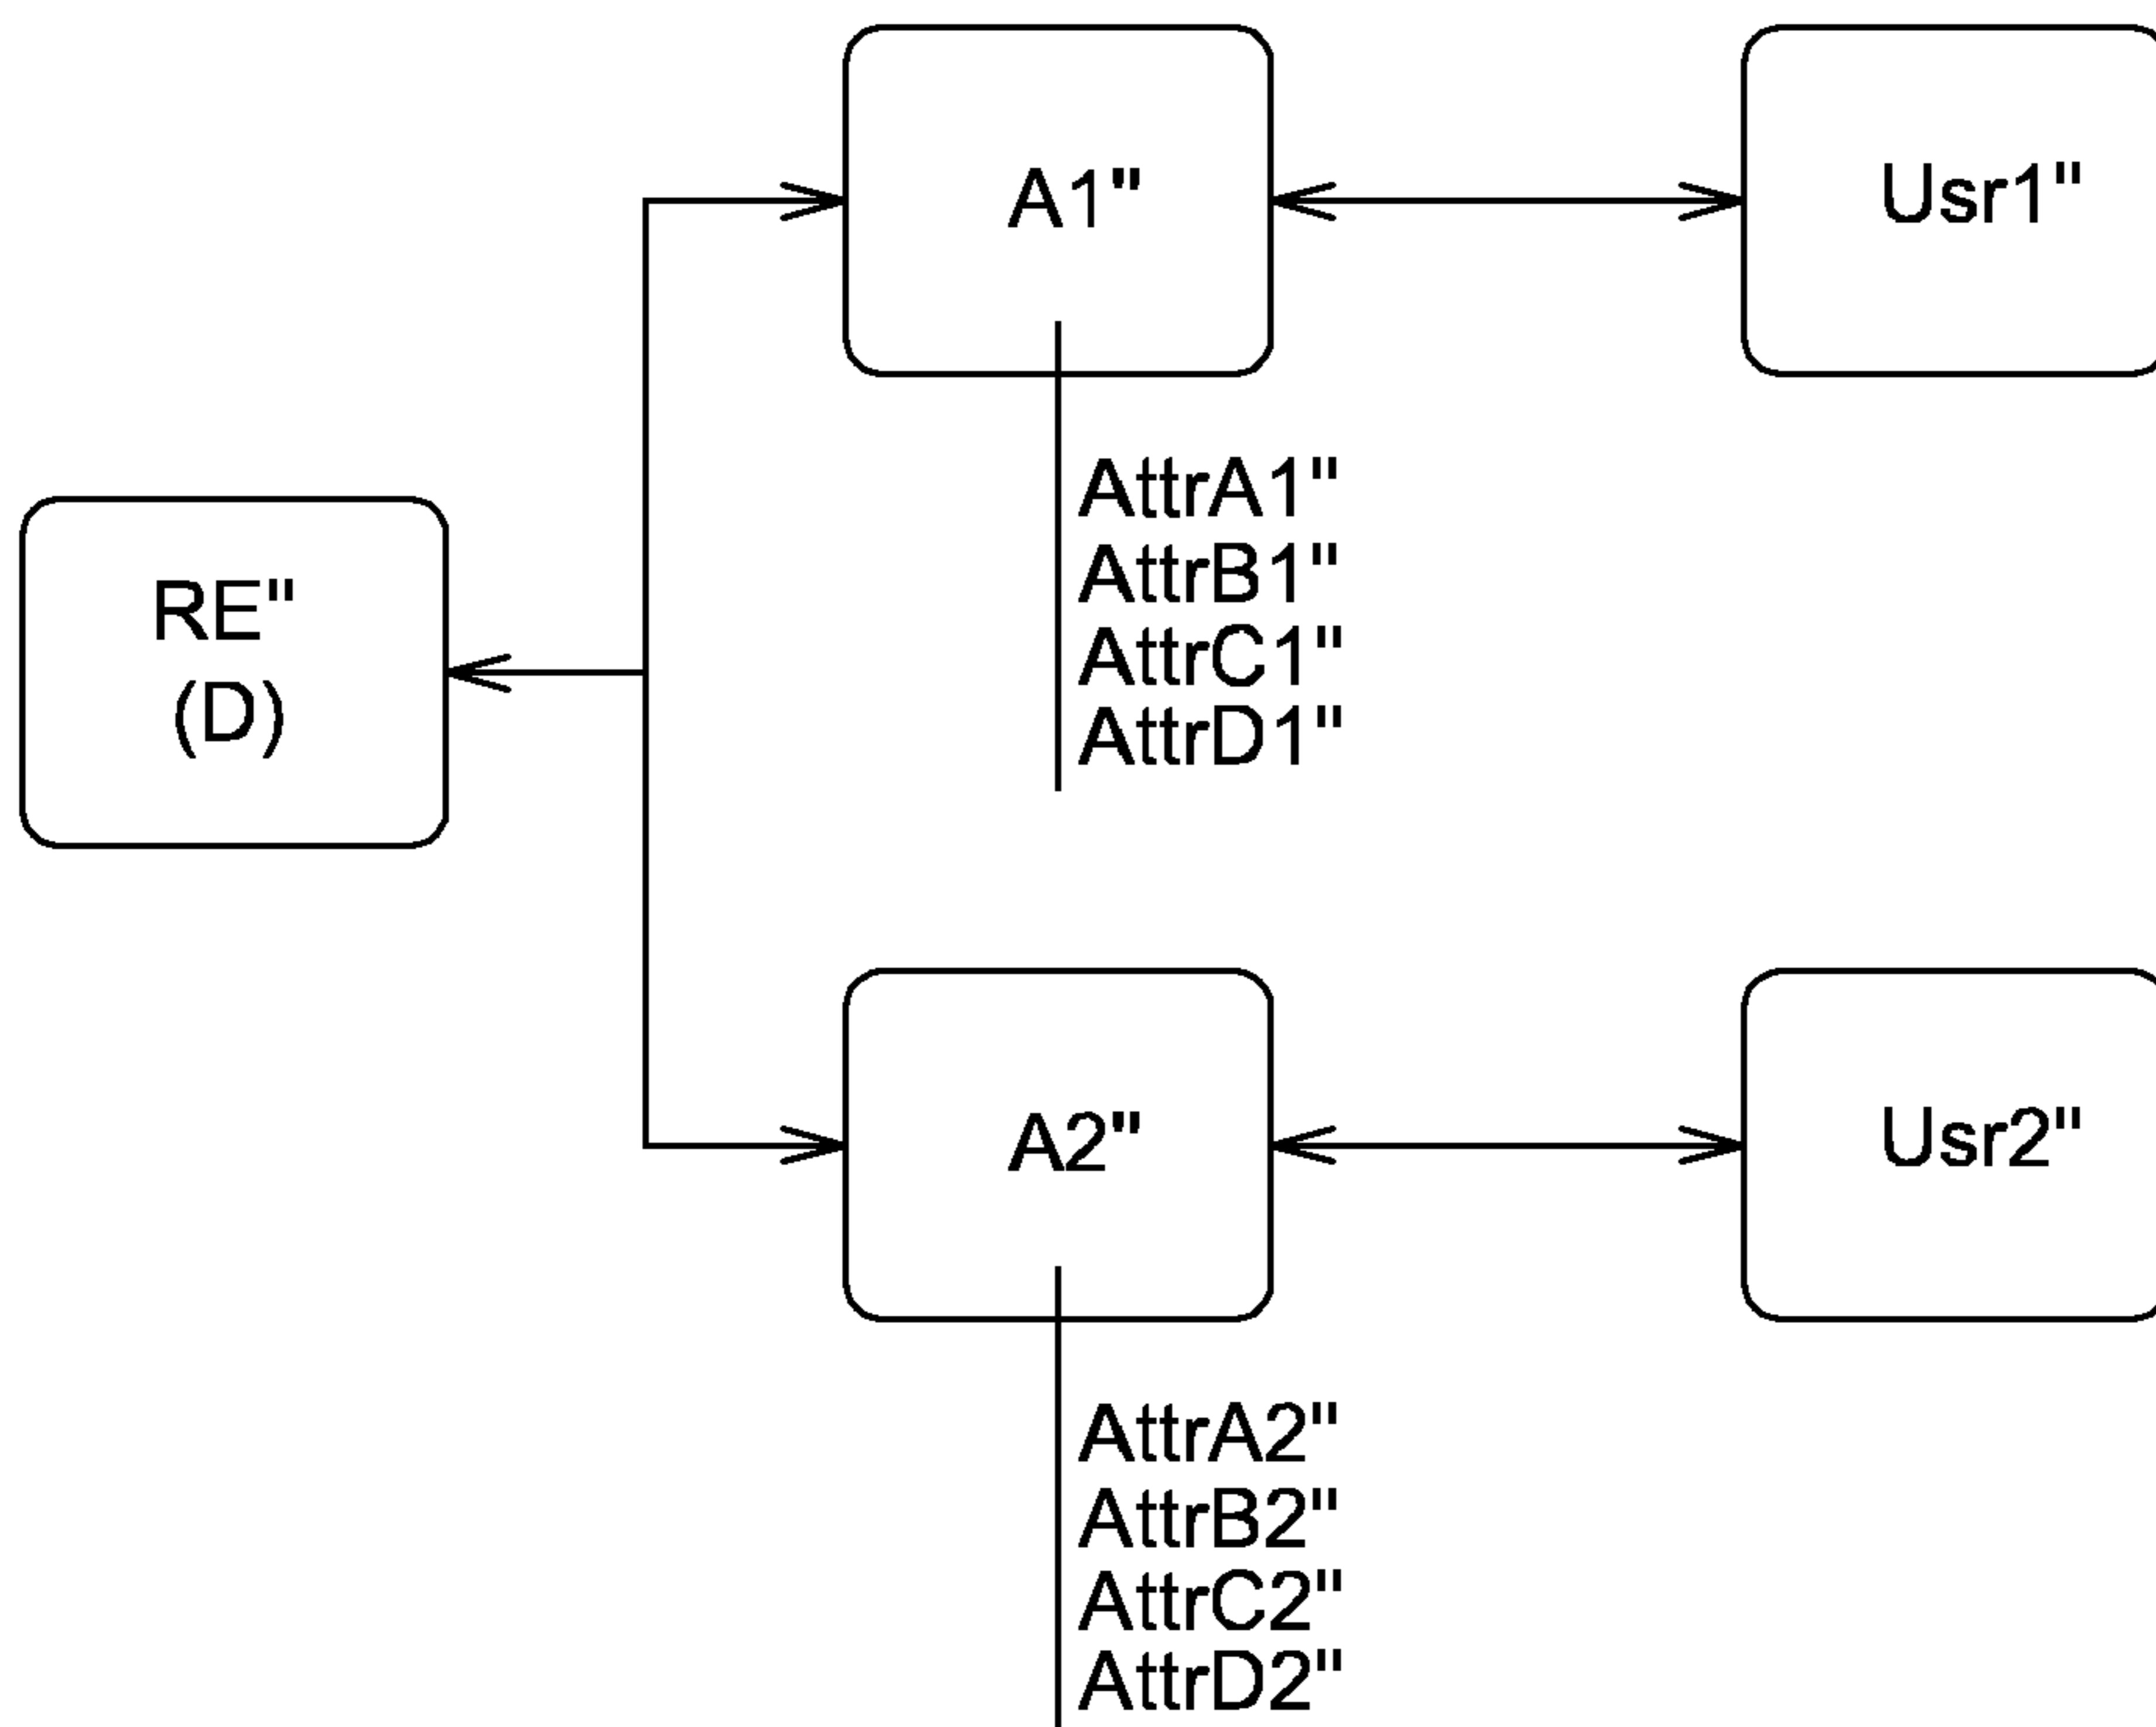 A1"
Usr1"
AttrA1"
AttrB1"
AttrC1"
AttrD1"
RE"
(D)
A2"
Usr2"
AttrA2"
AttrB2"
AttrC2"
AttrD2"